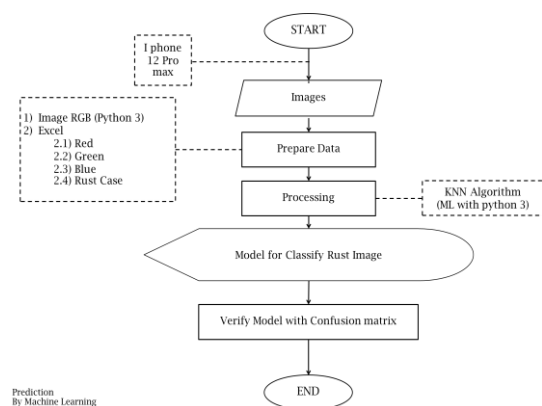 START
I phone
12 Pro
max
Images
1) Image RGB (Python 3)
2) Excel
2.1) Red
2.2) Green
2.3) Blue
2.4) Rust Case
Prepare Data
Processing
KNN Algorithm
(ML with python 3)
Model for Classify Rust Image
Verify Model with Confusion matrix
END
Prediction
By Machine Learning